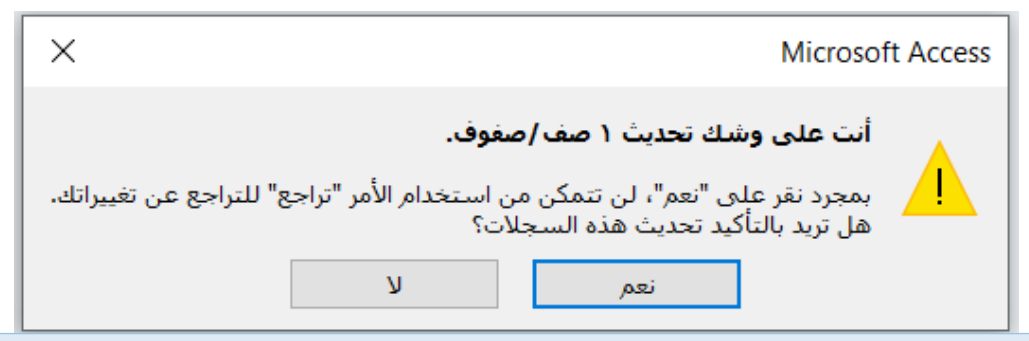 Microsoft Access
أنت على وشك تحديث ١ صف/صفوف.
بمجرد نقر على "نعم"، لن تتمكن من استخدام الأمر "تراجع" للتراجع عن تغييراتك.
هل تريد بالتأكيد تحديث هذه السجلات؟
نعم
لا